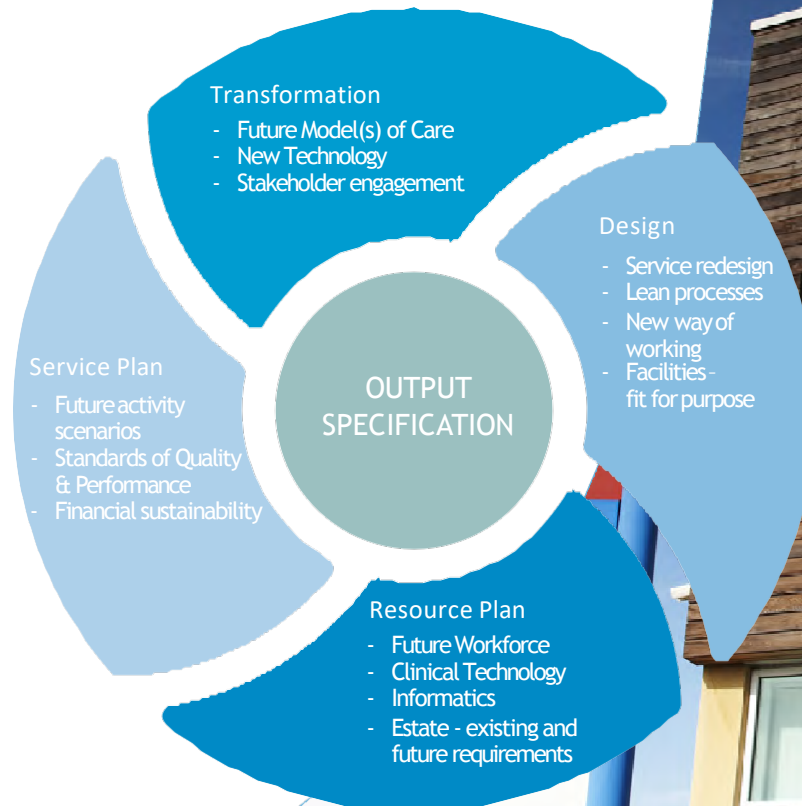 Transformation
- Future Model(s) of Care
- New Technology
- Stakeholder engagement
Design
- Service redesign
- Lean processes
- New way of
working
- Facilities –
fit for purpose
OUTPUT
SPECIFICATION
Service Plan
- Future activity
scenarios
- Standards of Quality
& Performance
- Financial sustainability
Resource Plan
- Future Workforce
- Clinical Technology
- Informatics
- Estate - existing and
future requirements